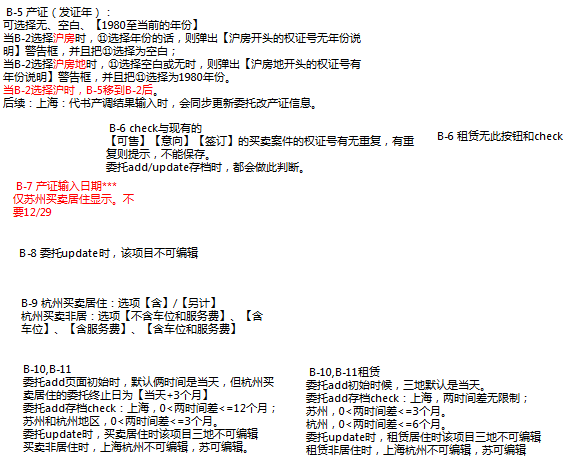 B-5 产证（发证年）：
可选择无、空白、【1980至当前的年份】
当B-2选择沪房时，⑪选择年份的话，则弹出【沪房开头的权证号无年份说
明】警告框，并且把⑪选择为空白；
当B-2选择沪房地时，⑪选择空白或无时，则弹出【沪房地开头的权证号有
年份说明】警告框，并且把⑪选择为1980年份。
当B-2选择沪时，B-5移到B-2后。
后续：上海：代书产调结果输入时，会同步更新委托改产证信息。
B-6 check与现有的
【可售】【意向】【签订】的买卖案件的权证号有无重复，有重
复则提示，不能保存。
委托add/update存档时，都会做此判断。
B-6 租赁无此按钮和check
B-7 产证输入日期***
仅苏州买卖居住显示。不
要12/29
B-8 委托update时，该项目不可编辑
B-9 杭州买卖居住：选项【含】/【另计】
杭州买卖非居：选项【不含车位和服务费】、【含
车位】、【含服务费】、【含车位和服务费】
B-10,B-11
委托add页面初始时，默认俩时间是当天，但杭州买
卖居住的委托终止日为【当天+3个月】
委托add存档check：上海，0<两时间差<=12个月；
苏州和杭州地区，0<两时间差<=3个月。
委托update时，买卖居住时该项目三地不可编辑
买卖非居住时，上海杭州不可编辑，苏可编辑。
B-10,B-11租赁
委托add初始时候，三地默认是当天。
委托add存档check：上海，两时间差无限制；
苏州，0<两时间差<=3个月。
杭州，0<两时间差<=6个月。
委托update时，租赁居住时该项目三地不可编辑
租赁非居住时，上海杭州不可编辑，苏可编辑